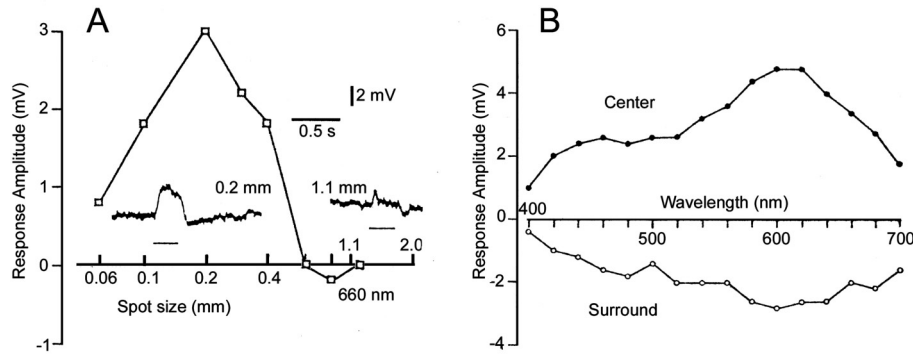 A
Response Amplitude (mV)
3
2
1
0
-1
2 mV
0.5 s
0.2 mm
1.1 mm
0.06
0.1
0.2
0.4
1.1
2.0
Spot size (mm)
660 nm
B
Response Amplitude (mV)
6
4
2
0
-2
-4
Center
Wavelength (nm)
400
500
600
700
Surround